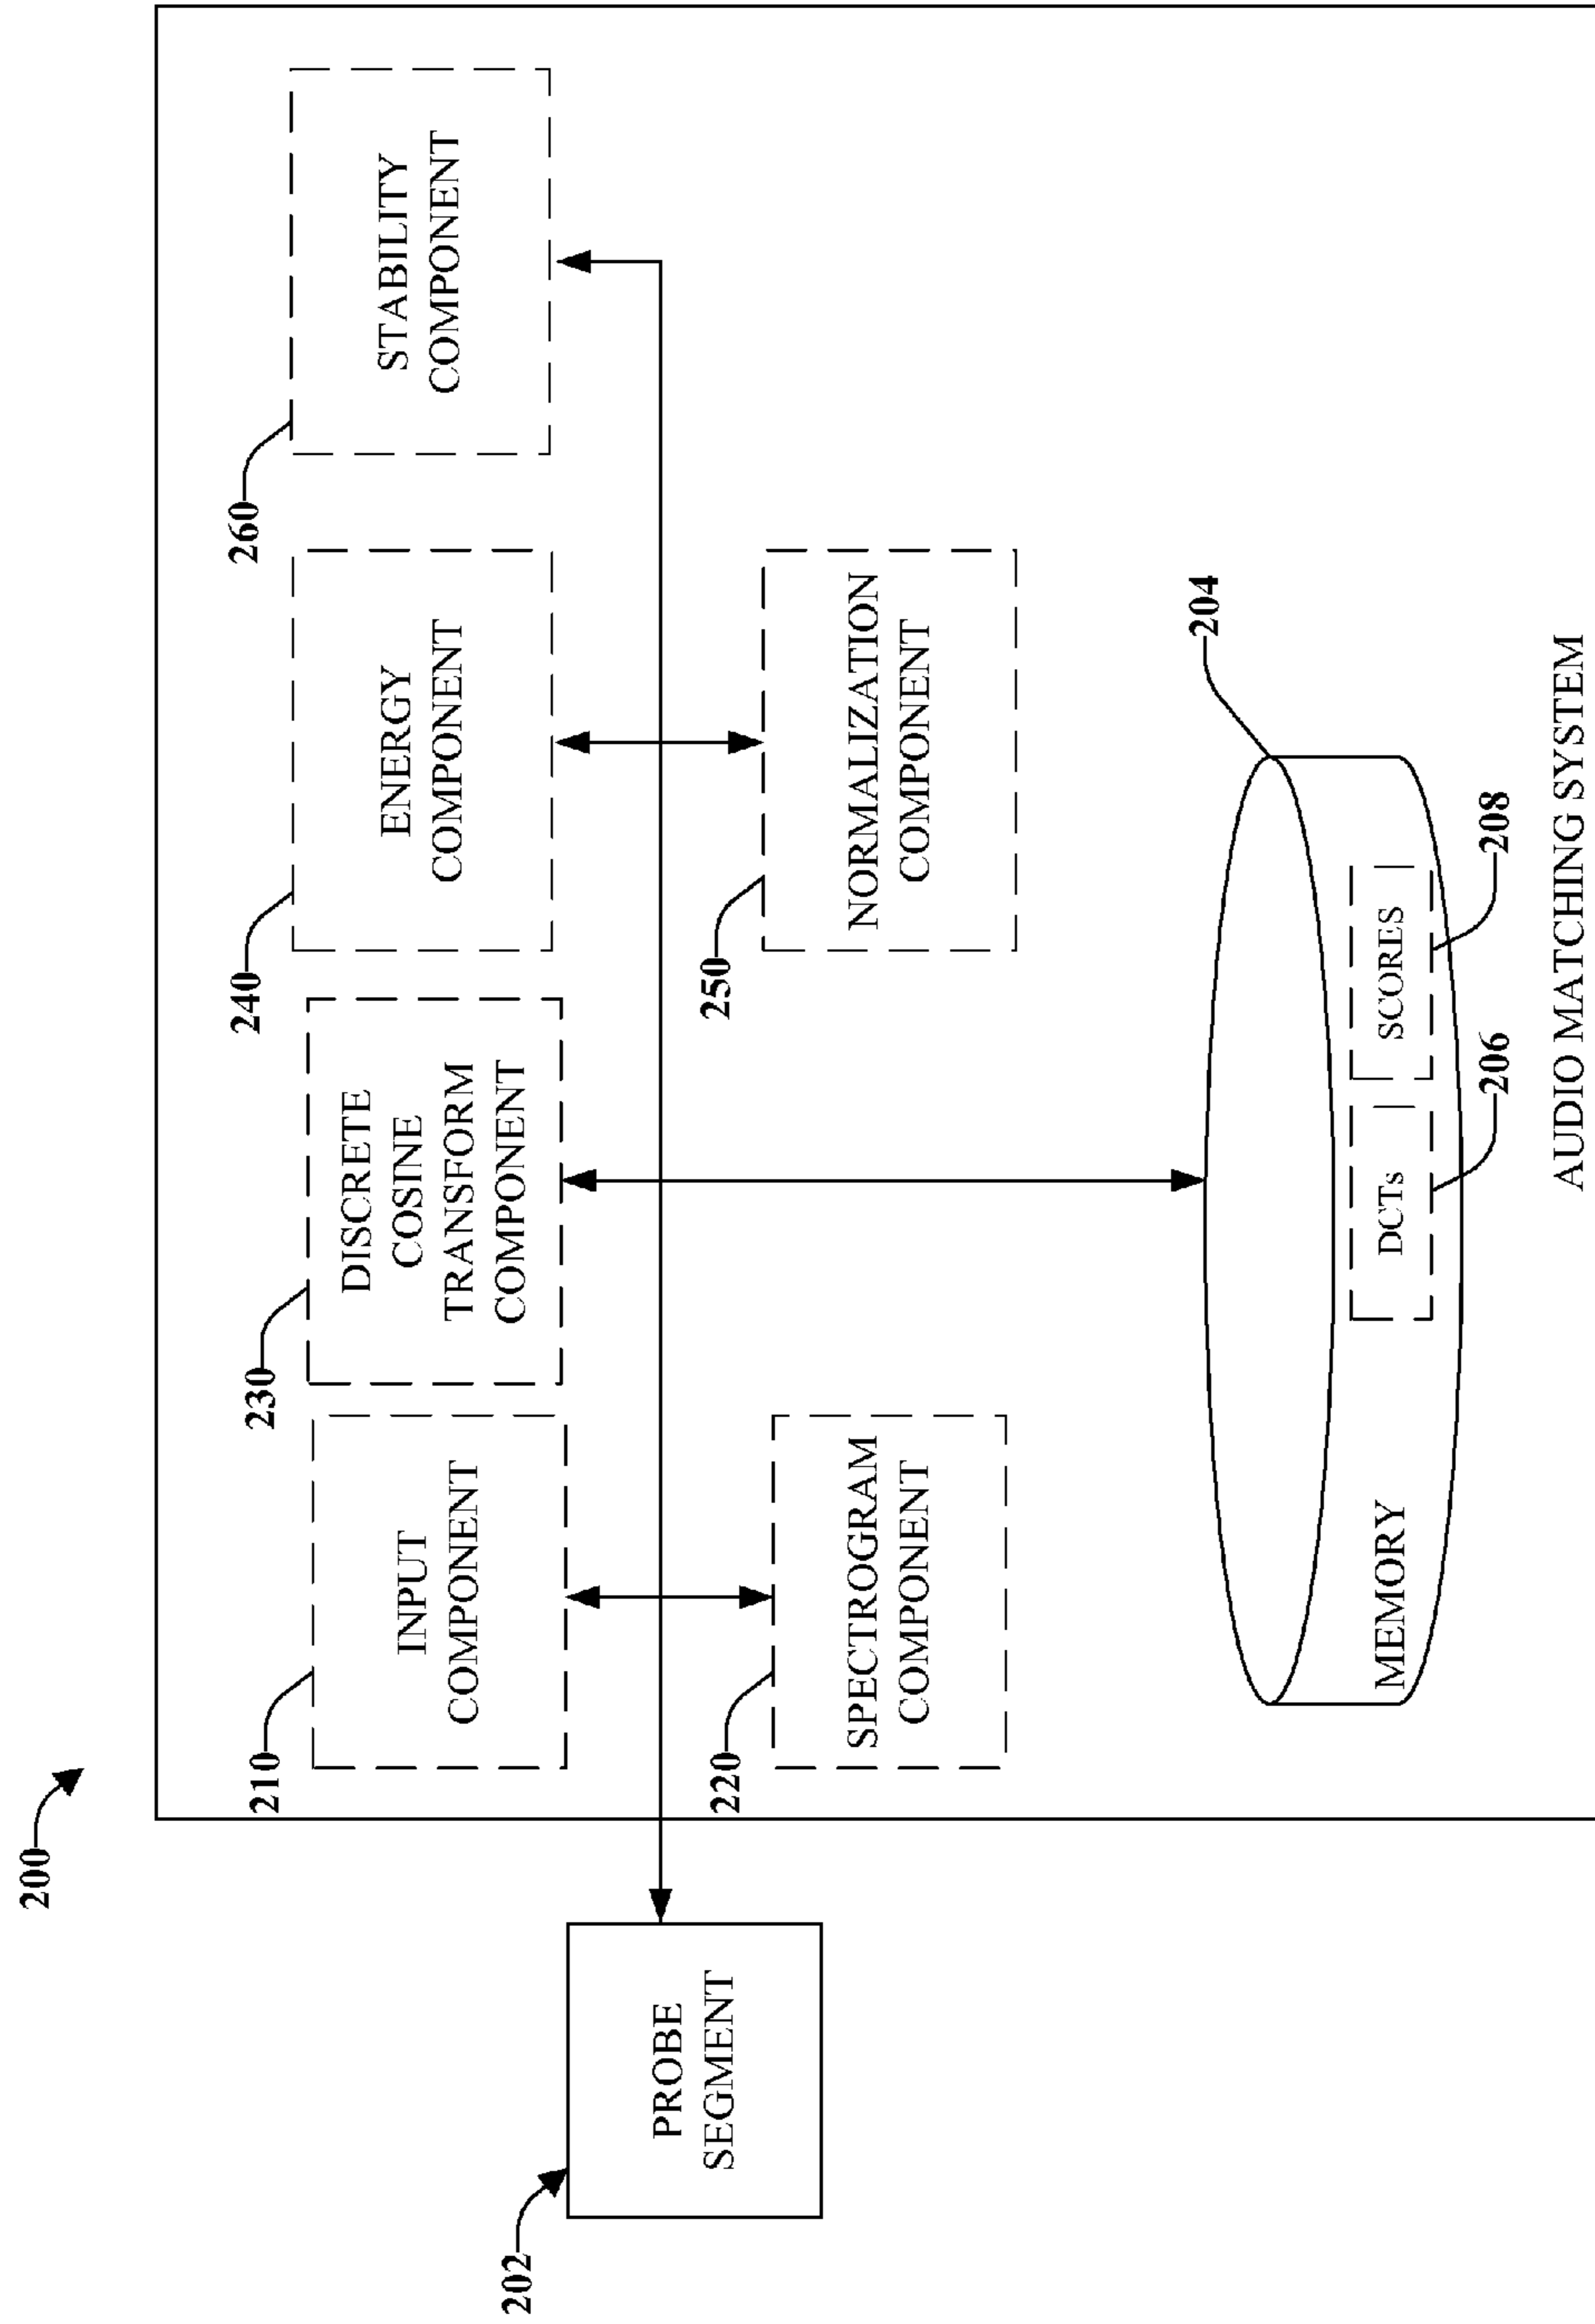 200
210
INPUT
COMPONENT
230
DISCRETE
COSINE
TRANSFORM
COMPONENT
240
ENERGY
COMPONENT
260
STABILITY
COMPONENT
202
PROBE
SEGMENT
220
SPECTROGRAM
COMPONENT
250
NORMALIZATION
COMPONENT
204
MEMORY
DCTs
SCORES
206
208
AUDIO MATCHING SYSTEM